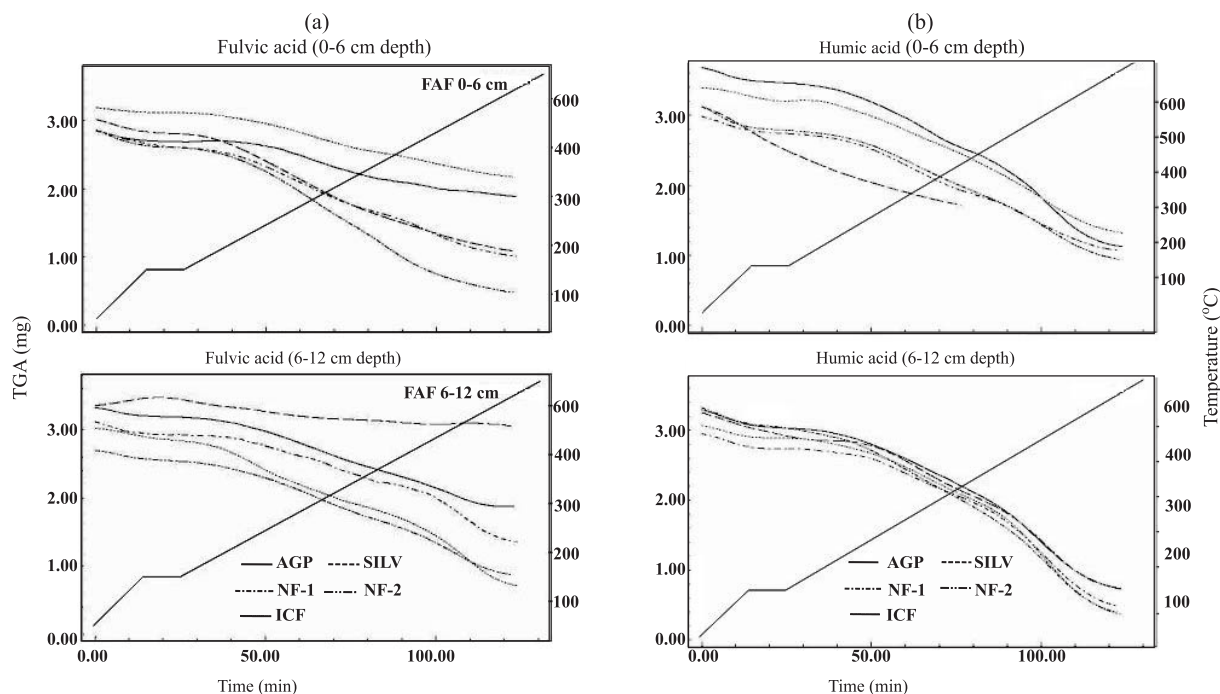 (a)
(b)
Fulvic acid (0-6 cm depth)
Humic acid (0-6 cm depth)
FAF 0-6 cm
3.00
2.00
1.00
0.00
600
500
400
300
200
100
3.00
2.00
1.00
0.00
600
500
400
300
200
100
TGA (mg)
Temperature (°C)
Fulvic acid (6-12 cm depth)
Humic acid (6-12 cm depth)
FAF 6-12 cm
3.00
2.00
1.00
0.00
600
400
300
200
100
AGP SILV
NF-1 NF-2
ICF
0.00 50.00 100.00
Time (min)
3.00
2.00
1.00
0.00
600
400
300
200
150
100
AGP SILV
NF-1 NF-2
ICF
0.00 50.00 100.00
Time (min)